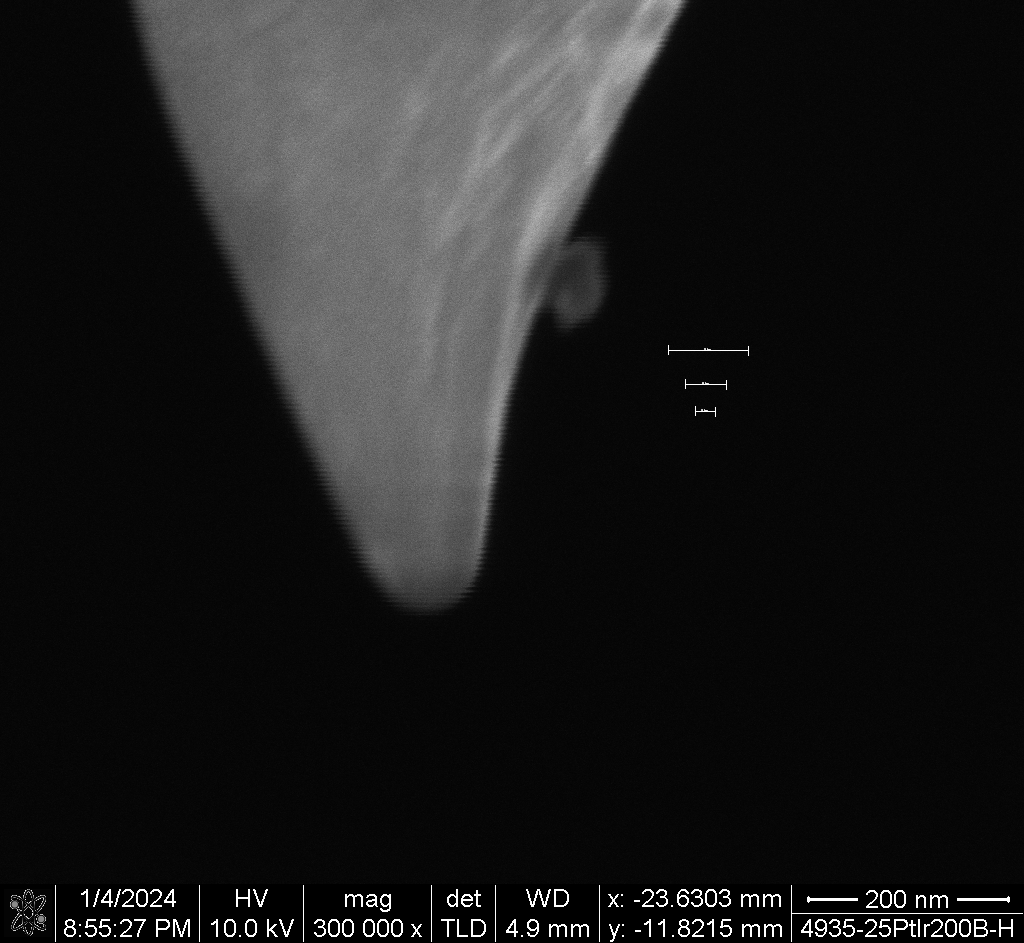 1/4/2024
8:55:27 PM
HV
10.0 kV
mag
300 000 x
det
TLD
WD
4.9 mm
x: -23.6303 mm
y: -11.8215 mm
200 nm
4935-25PtIr200B-H